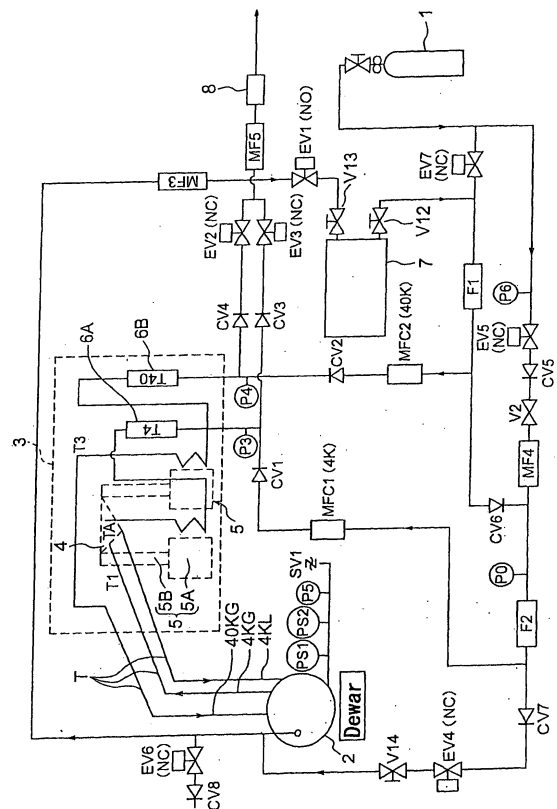 3
T3
6A
6B
T4
T40
4
TA
T1
5B
5A
5
5
T
40KG
4KG
4KL
Dewar
2
PS1
PS2
P5
SV1
EV6 (NC)
CV8
V14
EV4 (NC)
CV7
F2
P0
CV6
MF4
V2
CV5
EV5 (NC)
P6
MFC1 (4K)
CV1
P3
P4
CV2
MFC2 (40K)
CV4
CV3
EV2 (NC)
EV3 (NC)
MF5
8
MF3
EV1 (NO)
V13
V12
7
F1
EV7 (NC)
1